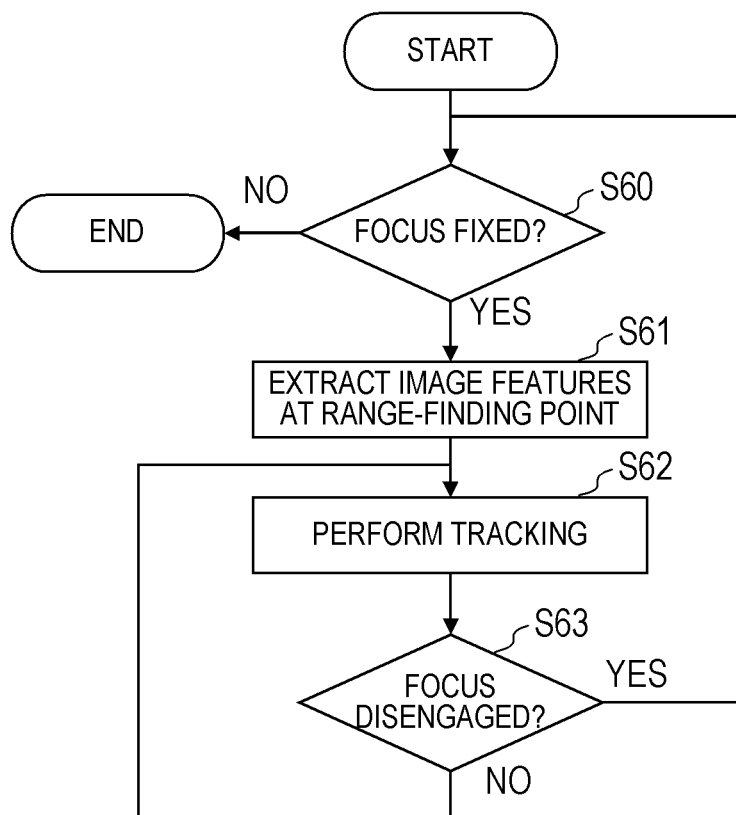 START
NO
S60
END
FOCUS FIXED?
YES
S61
EXTRACT IMAGE FEATURES
AT RANGE-FINDING POINT
S62
PERFORM TRACKING
S63
YES
FOCUS
DISENGAGED?
NO